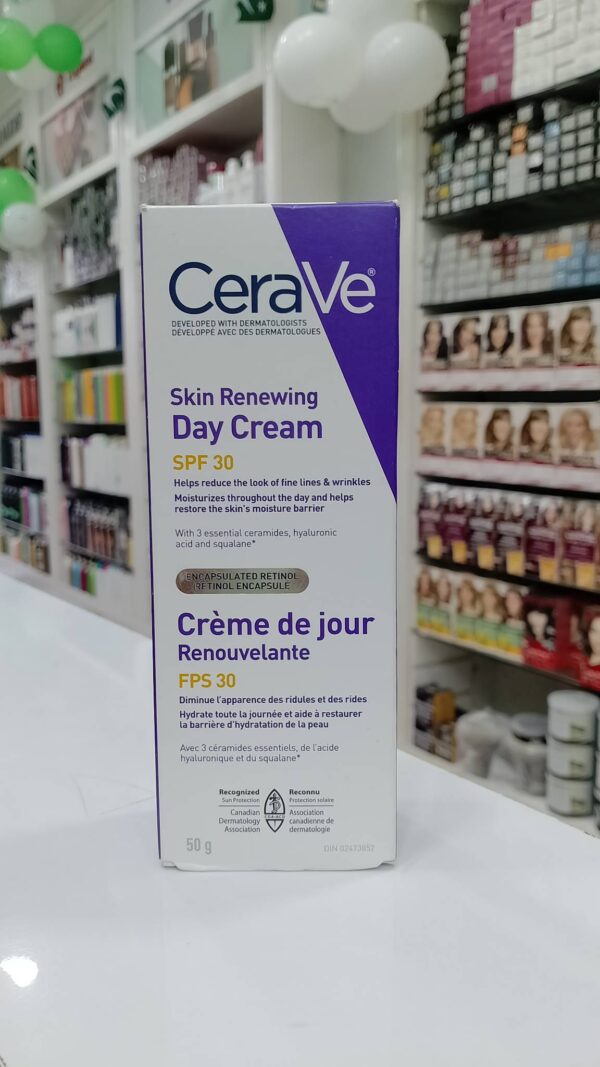 CeraVe®
DEVELOPED WITH DERMATOLOGISTS
DÉVELOPPÉ AVEC DES DERMATOLOGUES
Skin Renewing
Day Cream
SPF 30
Helps reduce the look of fine lines & wrinkles
Moisturizes throughout the day and helps
restore the skin's moisture barrier
With 3 essential ceramides, hyaluronic
acid and squalane*
ENCAPSULATED RETINOL
RETINOL ENCAPSULÉ
Crème de jour
Renouvelante
FPS 30
Diminue l'apparence des ridules et des rides
Hydrate toute la journée et aide à restaurer
la barrière d'hydratation de la peau
Avec 3 céramides essentiels, de l'acide
hyaluronique et du squalane*
Recognized
Sun Protection
Canadian
Dermatology
Association
Reconnu
Protection solaire
Association
canadienne de
dermatologie
50 g
DIN 02473857